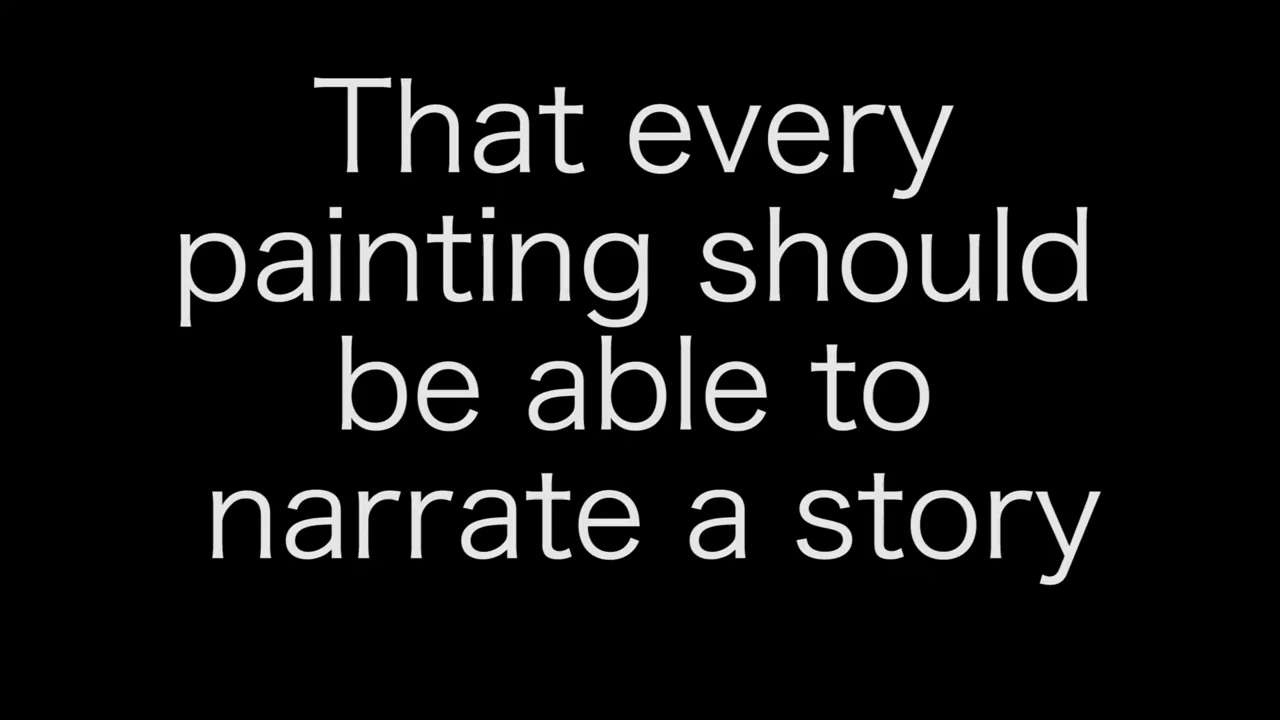 That every
painting should
be able to
narrate a story